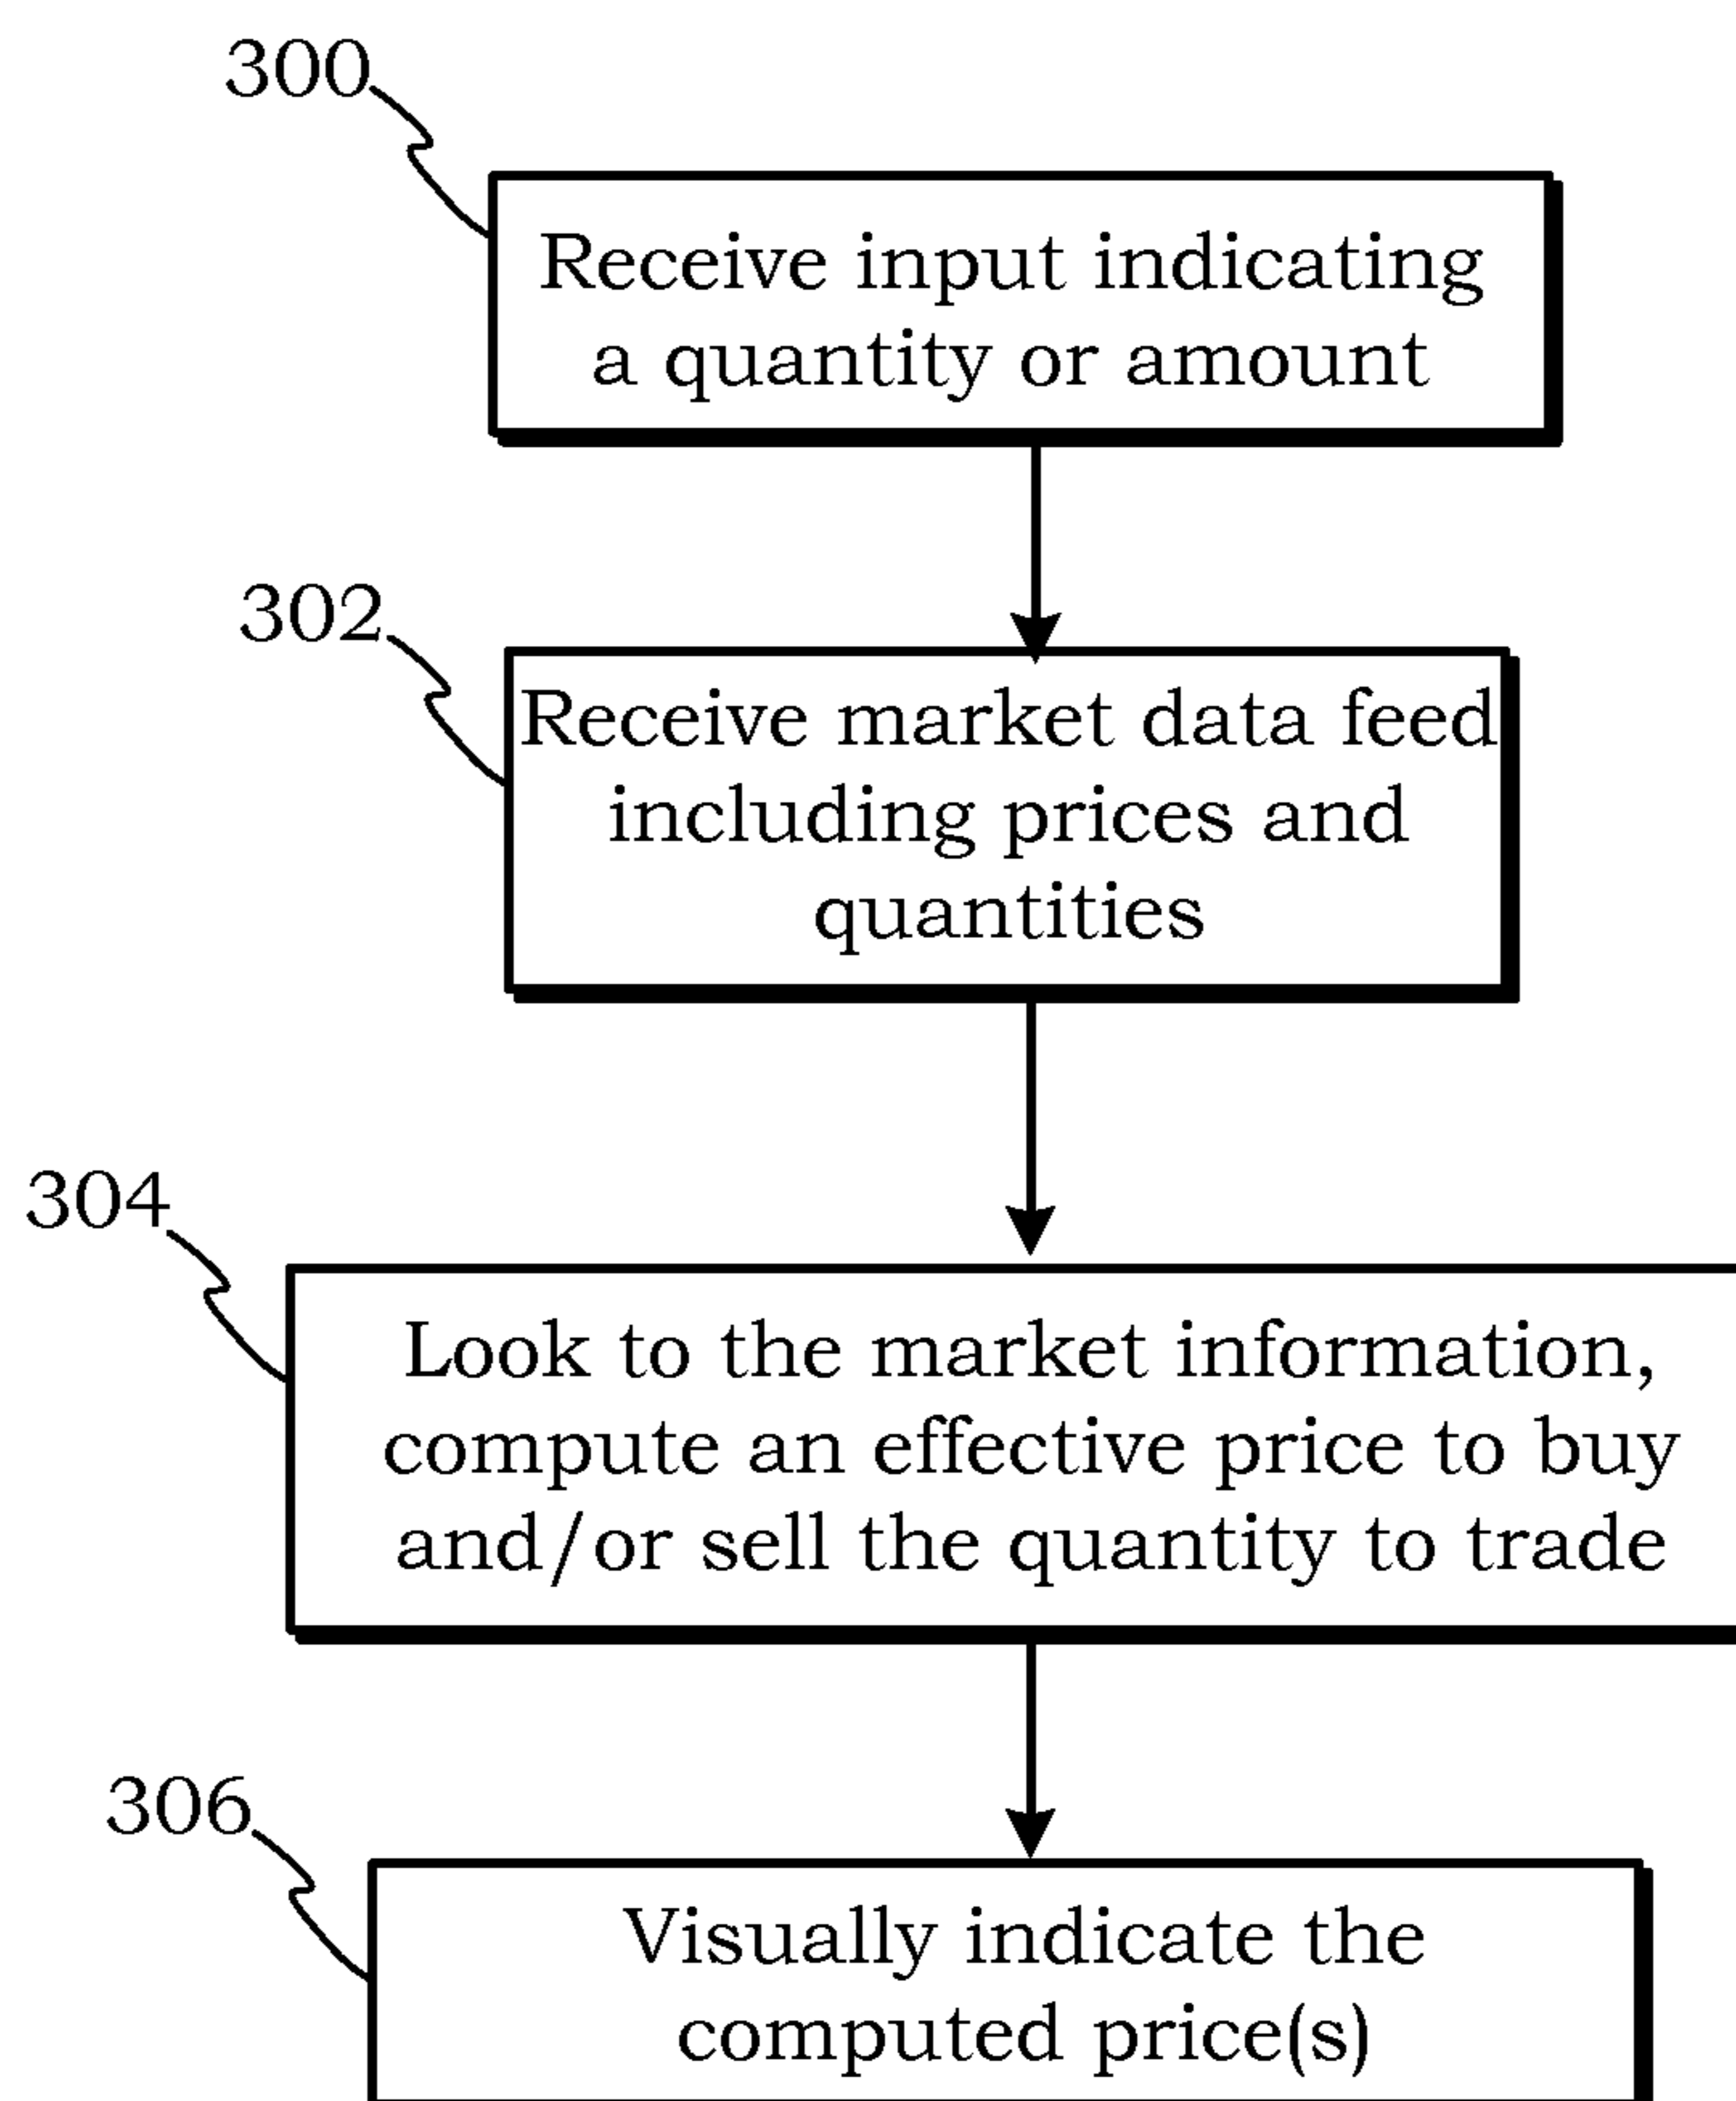 300
Receive input indicating
a quantity or amount
302
Receive market data feed
including prices and
quantities
304
Look to the market information,
compute an effective price to buy
and/or sell the quantity to trade
306
Visually indicate the
computed price(s)